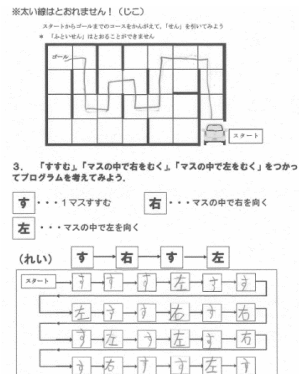 ※太い線はとおれません！（じこ）
スタートからゴールまでのコースをかんがえて、「せん」を引いてみよう
※ 「ふといせん」はとおることができません
ゴール
スタート
3． 「すすむ」、「マスの中で右をむく」、「マスの中で左をむく」をつかってプログラムを考えてみよう．
す ・・・１マスすすむ
右 ・・・マスの中で右を向く
左 ・・・マスの中で左を向く
（れい） す 右 す 左
スタート す す す 左 す す
左 す す 右 す 右
す 左 す 左 す 右
す 右 す す 左 す